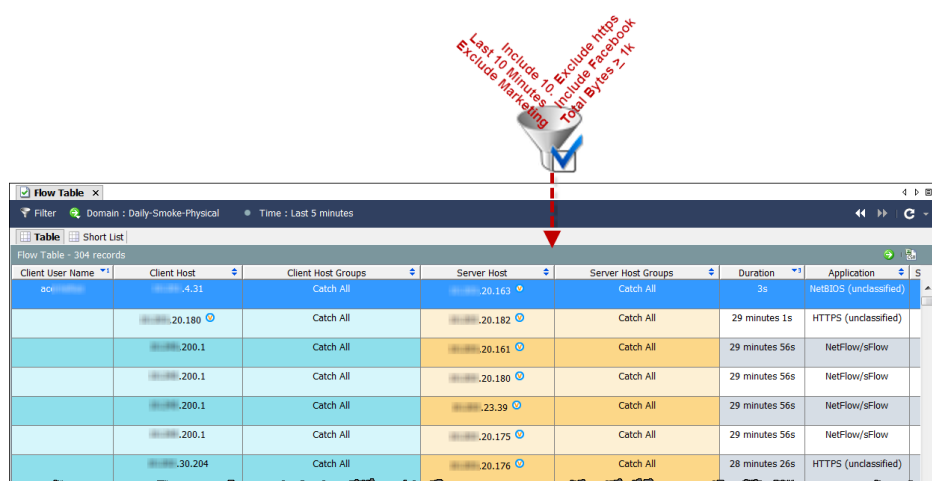 Last 10 Minutes
Include 10.
Exclude Marketing
Exclude https
Include Facebook
Total Bytes > 1k
Flow Table ×
Filter Domain : Daily-Smoke-Physical Time : Last 5 minutes
Table Short List
Flow Table - 304 records
Client User Name 1 Client Host Client Host Groups Server Host Server Host Groups Duration 3 Application S
.4.31 Catch All .20.163 Catch All 3s NetBIOS (unclassified)
.20.180 Catch All .20.182 Catch All 29 minutes 1s HTTPS (unclassified)
.200.1 Catch All .20.161 Catch All 29 minutes 56s NetFlow/sFlow
.200.1 Catch All .20.180 Catch All 29 minutes 56s NetFlow/sFlow
.200.1 Catch All .23.39 Catch All 29 minutes 56s NetFlow/sFlow
.200.1 Catch All .20.175 Catch All 29 minutes 56s NetFlow/sFlow
.30.204 Catch All .20.176 Catch All 28 minutes 26s HTTPS (unclassified)